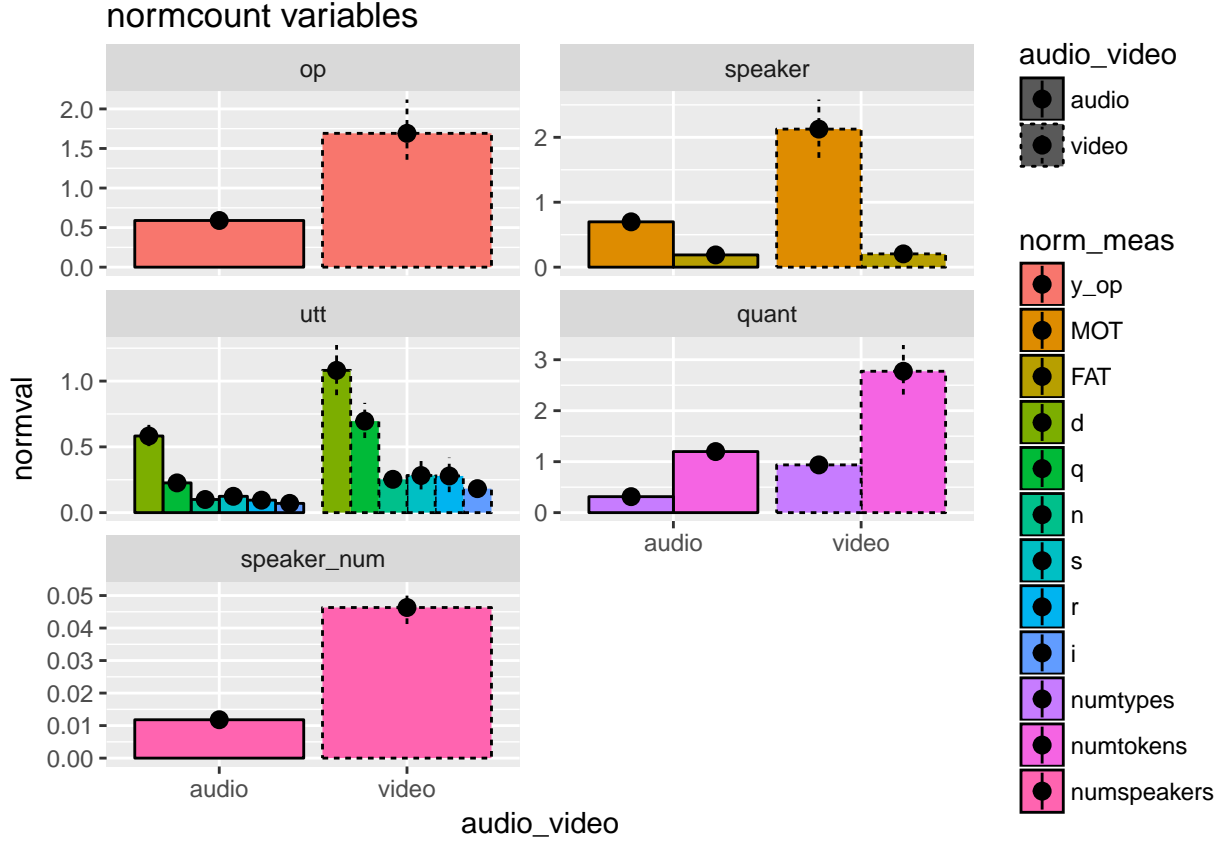 normcount variables
op
speaker
2.0
1.5
1.0
0.5
0.0
2
1
0
utt
quant
1.0
0.5
0.0
3
2
1
0
audio
video
speaker_num
0.05
0.04
0.03
0.02
0.01
0.00
audio
video
audio_video
normval
audio_video
audio
video
norm_meas
y_op
MOT
FAT
d
q
n
s
r
i
numtypes
numtokens
numspeakers